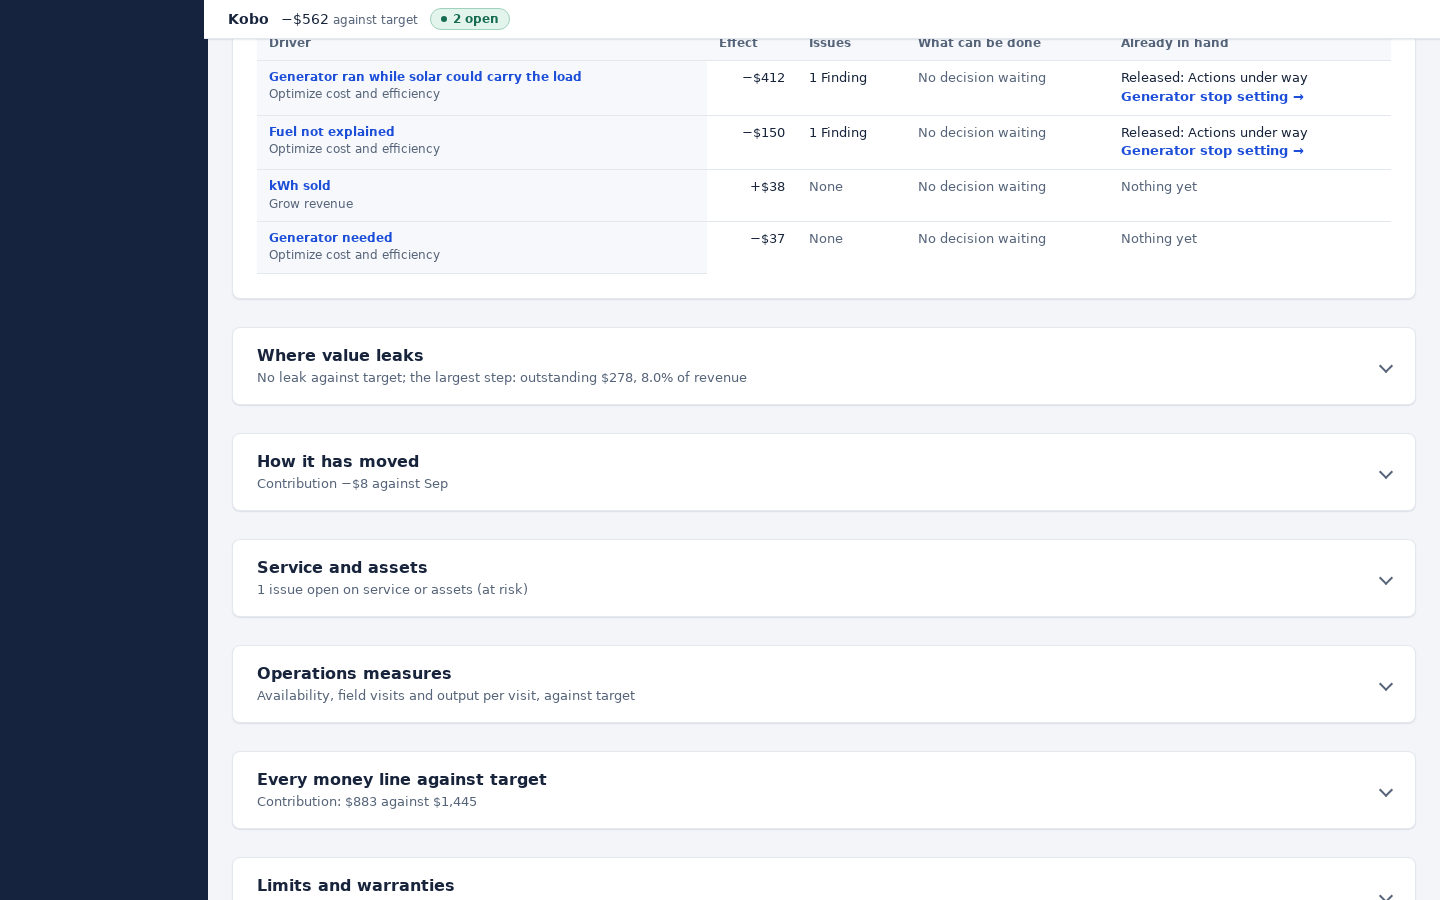 Kobo −$562 against target 2 open
Driver Effect Issues What can be done Already in hand
Generator ran while solar could carry the load −$412 1 Finding No decision waiting Released: Actions under way
Optimize cost and efficiency Generator stop setting →
Fuel not explained −$150 1 Finding No decision waiting Released: Actions under way
Optimize cost and efficiency Generator stop setting →
kWh sold +$38 None No decision waiting Nothing yet
Grow revenue
Generator needed −$37 None No decision waiting Nothing yet
Optimize cost and efficiency
Where value leaks
No leak against target; the largest step: outstanding $278, 8.0% of revenue
How it has moved
Contribution −$8 against Sep
Service and assets
1 issue open on service or assets (at risk)
Operations measures
Availability, field visits and output per visit, against target
Every money line against target
Contribution: $883 against $1,445
Limits and warranties